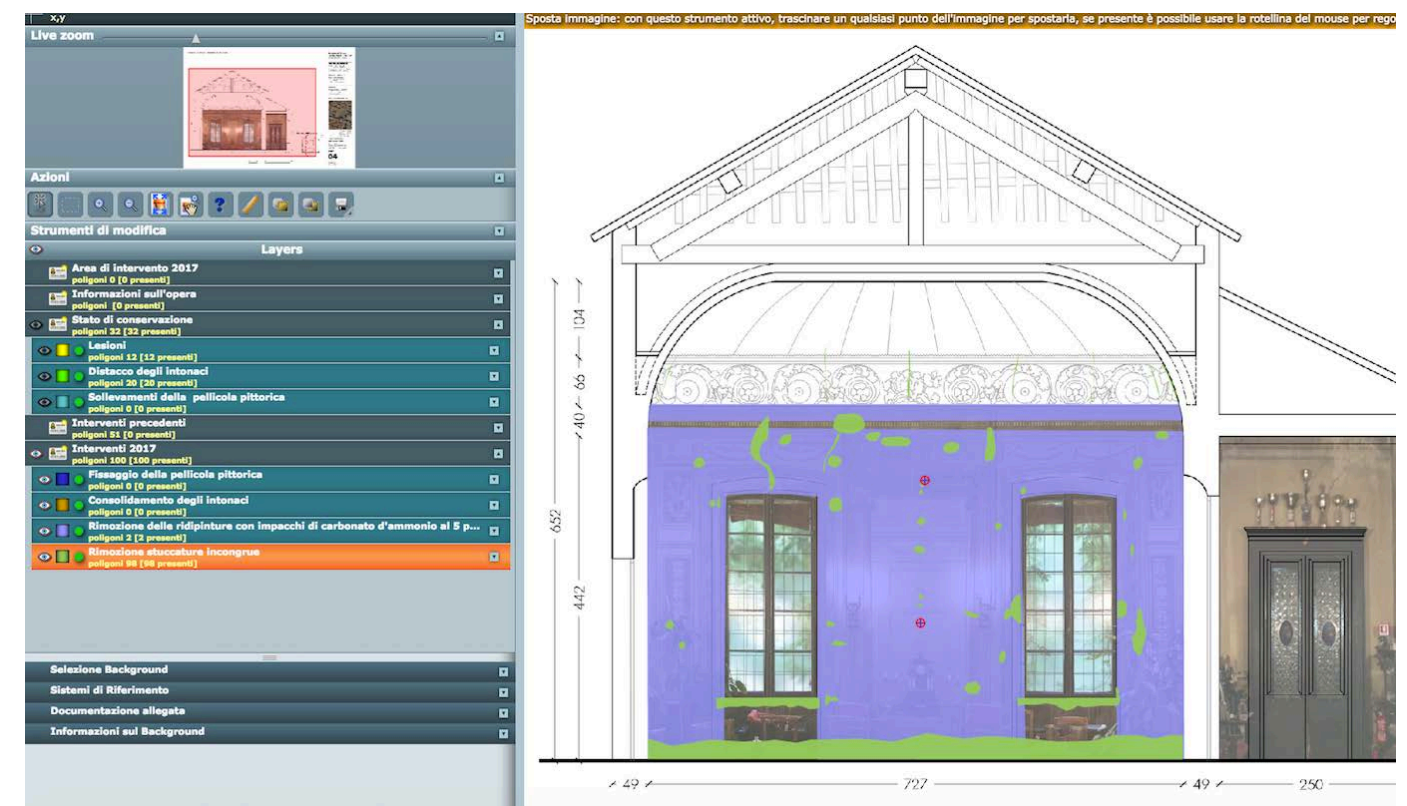 x,y
Sposta immagine: con questo strumento attivo, trascinare un qualsiasi punto dell'immagine per spostarla, se presente è possibile usare la rotellina del mouse per rego
Live zoom
04
Azioni
Strumenti di modifica
Layers
Area di intervento 2017
poligoni 0 [0 presenti]
Informazioni sull'opera
poligoni [0 presenti]
Stato di conservazione
poligoni 32 [32 presenti]
Lesioni
poligoni 12 [12 presenti]
Distacco degli intonaci
poligoni 20 [20 presenti]
Sollevamenti della pellicola pittorica
poligoni 0 [0 presenti]
Interventi precedenti
poligoni 51 [0 presenti]
Interventi 2017
poligoni 100 [100 presenti]
Fissaggio della pellicola pittorica
poligoni 0 [0 presenti]
Consolidamento degli intonaci
poligoni 0 [0 presenti]
Rimozione delle ridipinture con impacchi di carbonato d'ammonio al 5 p...
poligoni 2 [2 presenti]
Rimozione stuccature incongrue
poligoni 98 [98 presenti]
Selezione Background
Sistemi di Riferimento
Documentazione allegata
Informazioni sul Background
104
66
40
652
442
49
727
49
250